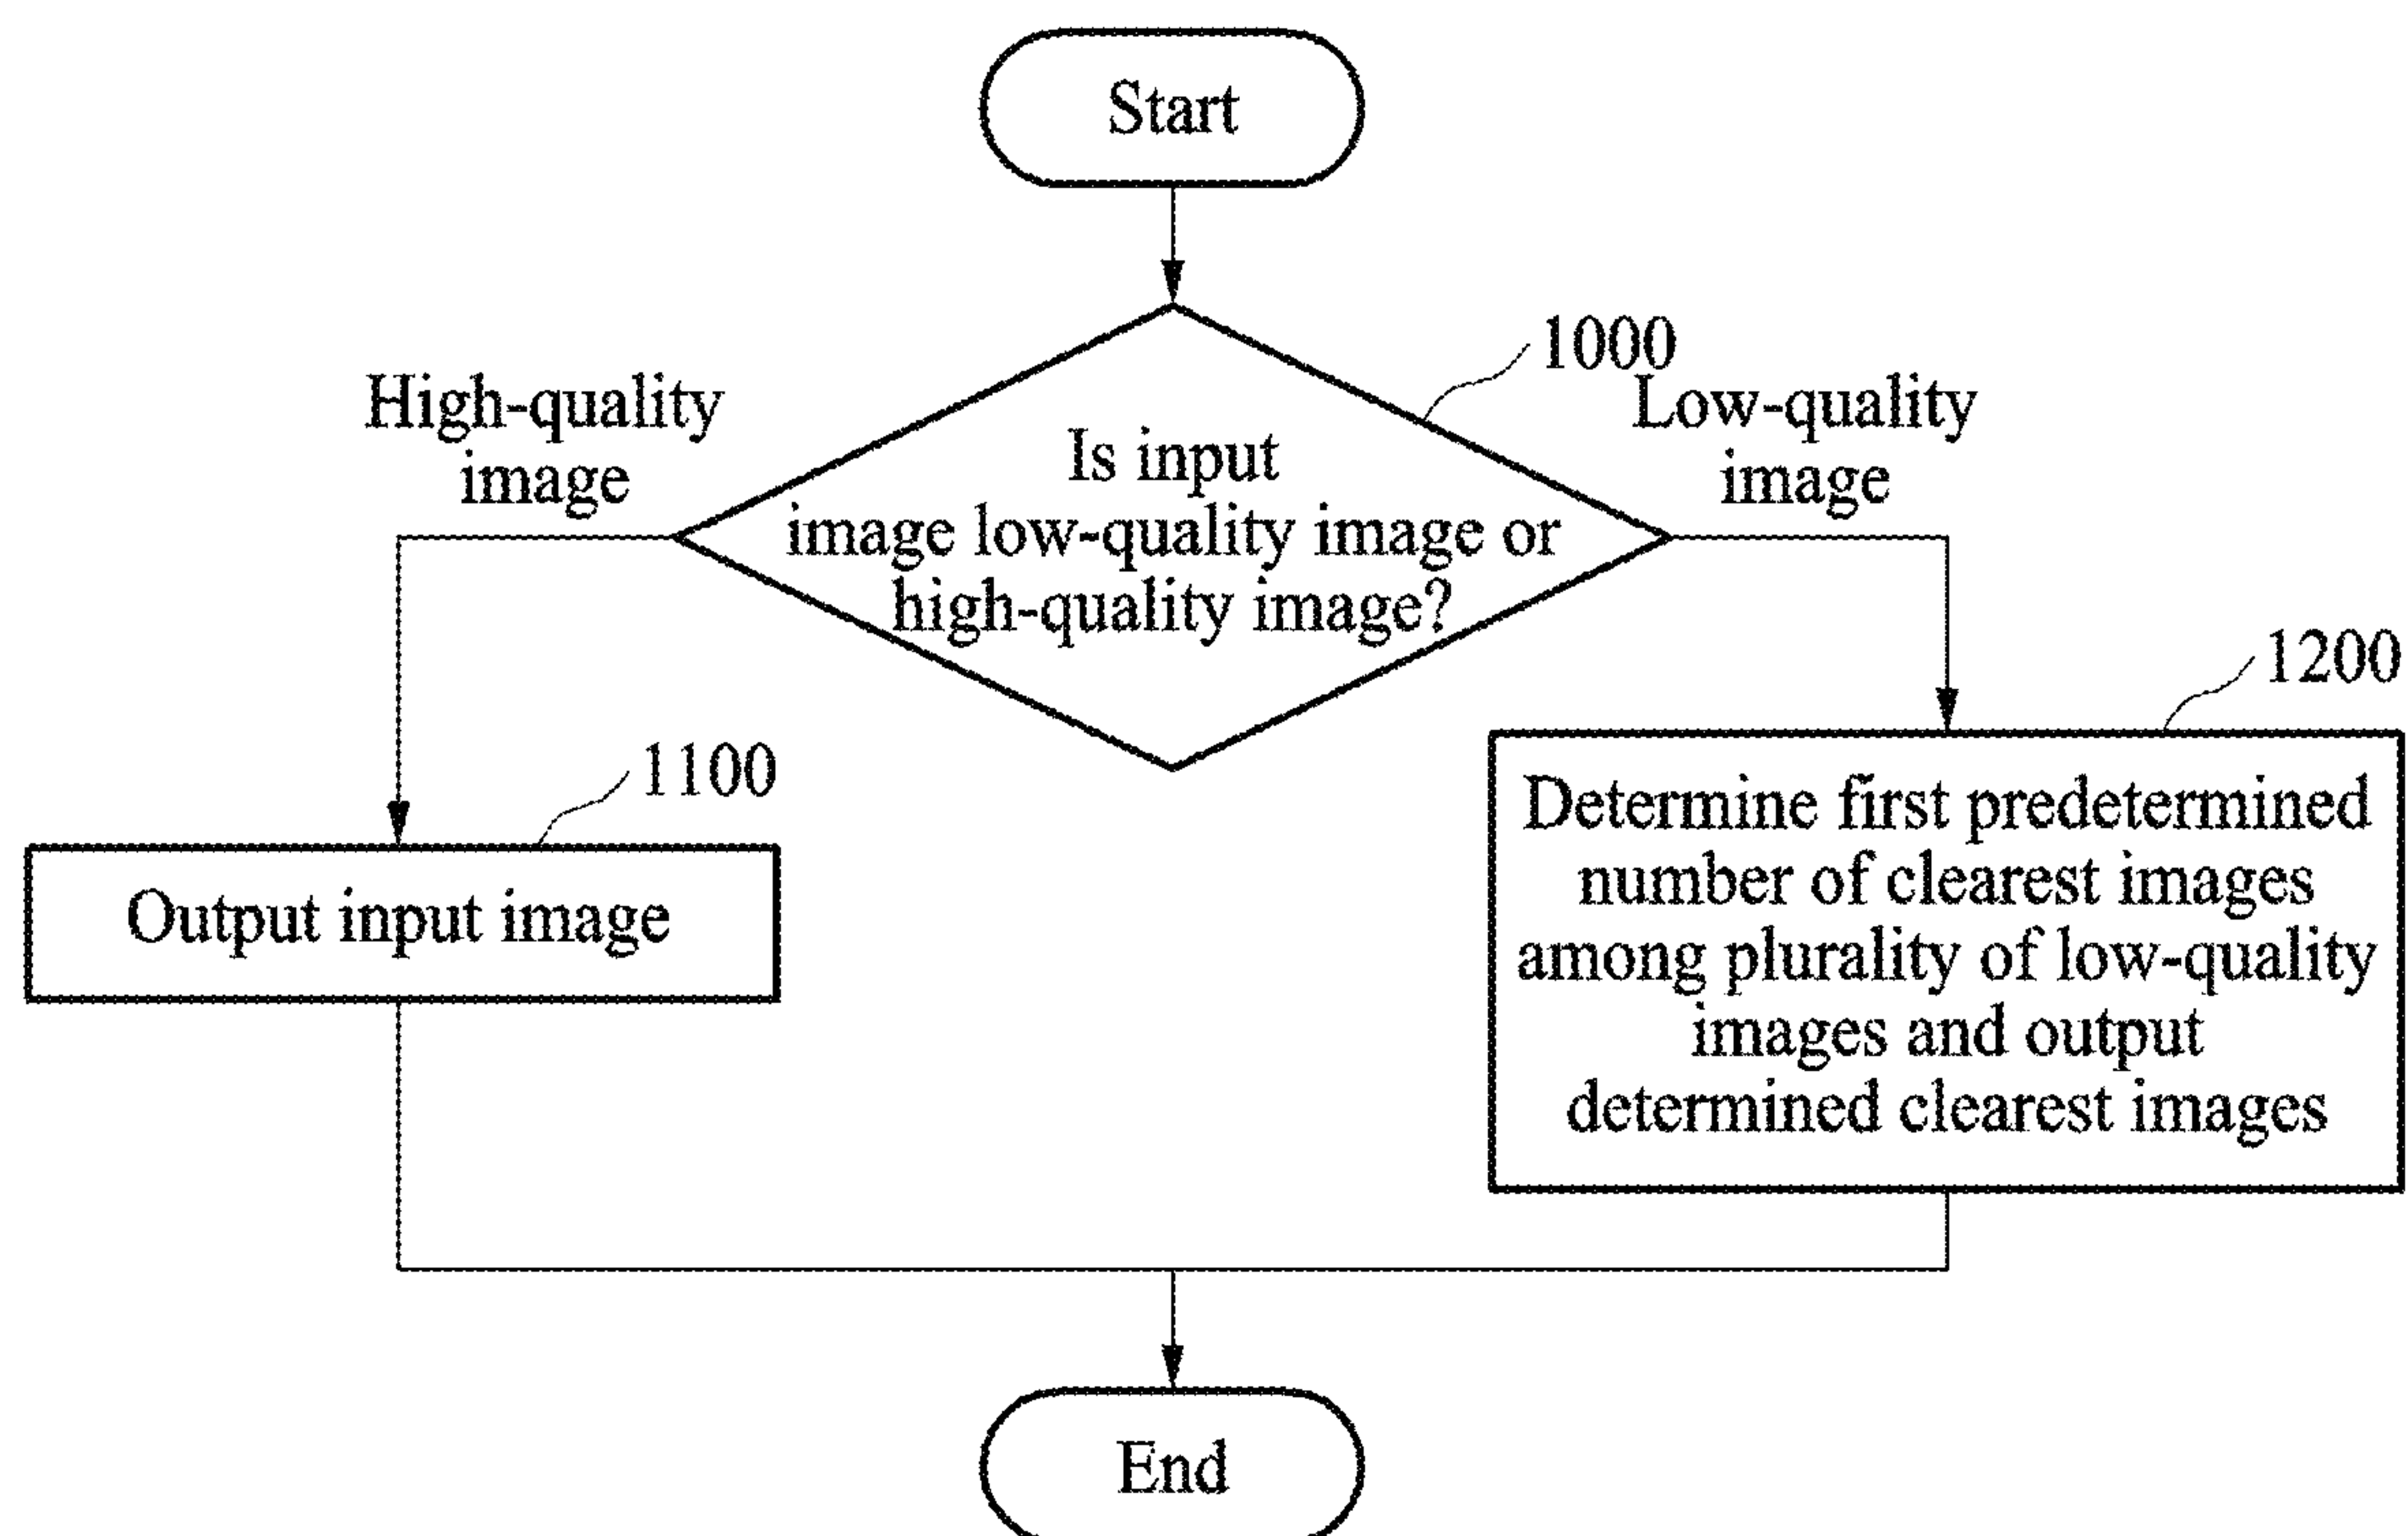 Start
1000
High-quality
image
Low-quality
image
Is input
image low-quality image or
high-quality image?
1200
1100
Output input image
Determine first predetermined
number of clearest images
among plurality of low-quality
images and output
determined clearest images
End